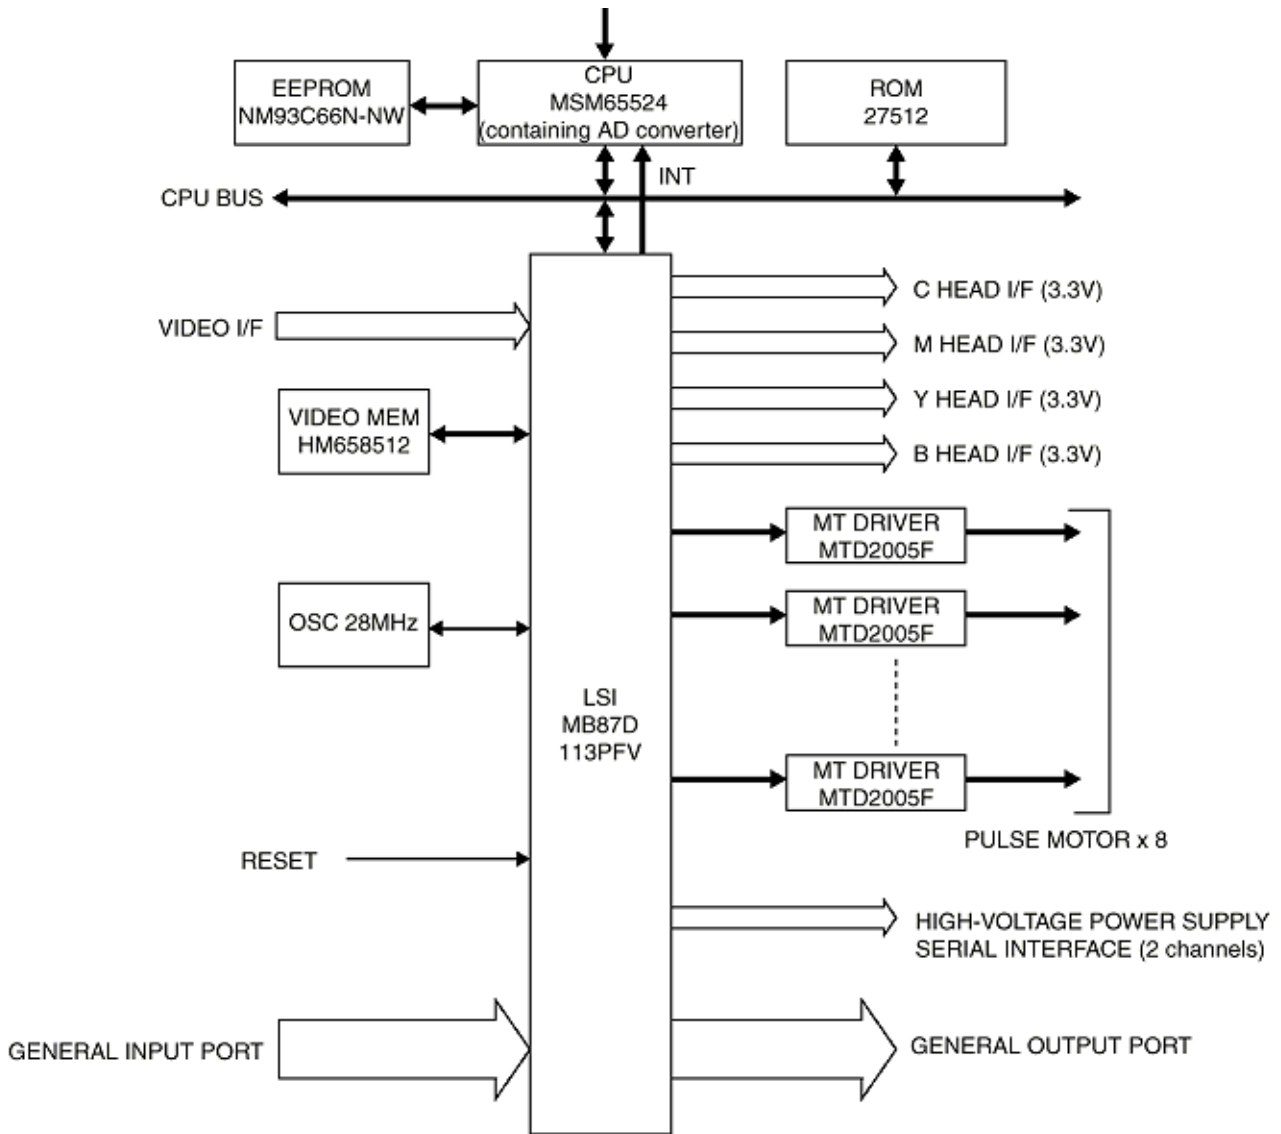 EEPROM
NM93C66N-NW
CPU
MSM65524
(containing AD converter)
ROM
27512
INT
CPU BUS
VIDEO I/F
C HEAD I/F (3.3V)
M HEAD I/F (3.3V)
Y HEAD I/F (3.3V)
B HEAD I/F (3.3V)
VIDEO MEM
HM658512
MT DRIVER
MTD2005F
MT DRIVER
MTD2005F
OSC 28MHz
LSI
MB87D
113PFV
MT DRIVER
MTD2005F
PULSE MOTOR x 8
RESET
HIGH-VOLTAGE POWER SUPPLY
SERIAL INTERFACE (2 channels)
GENERAL INPUT PORT
GENERAL OUTPUT PORT